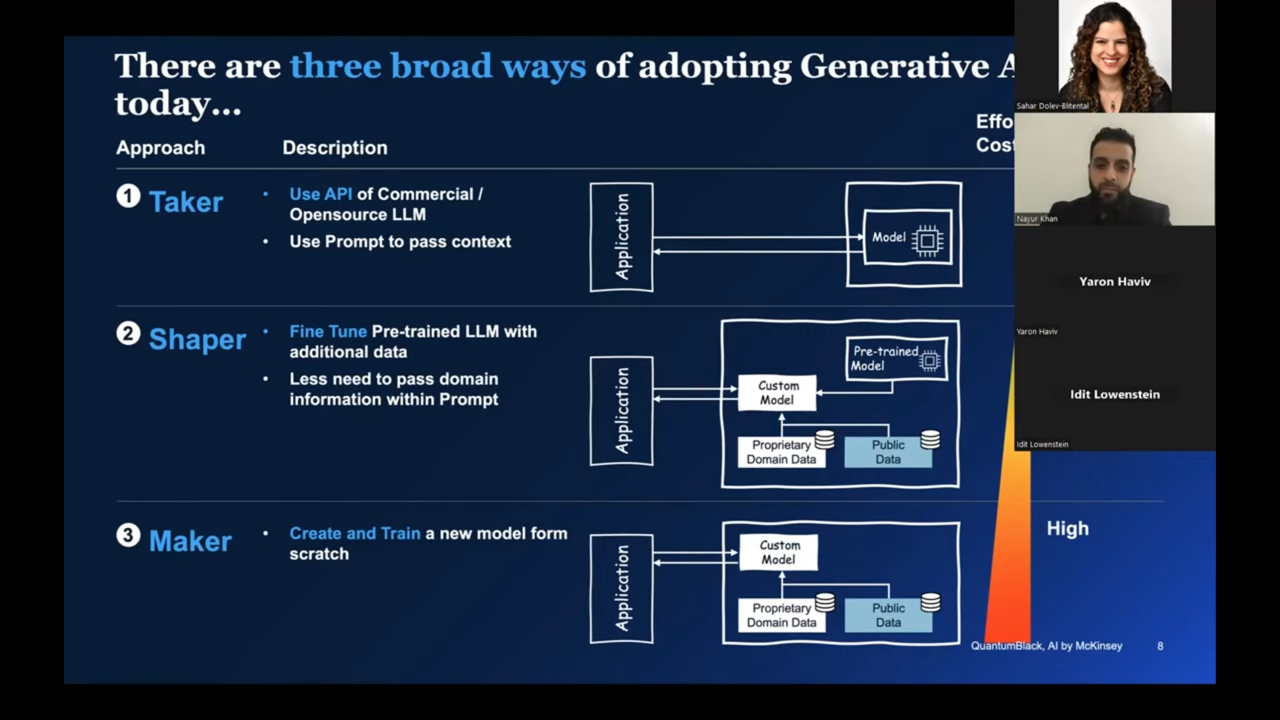 There are three broad ways of adopting Generative A
today...
Effo
Cos
Approach
Description
1 Taker
• Use API of Commercial /
Opensource LLM
• Use Prompt to pass context
Application
Model
2 Shaper
• Fine Tune Pre-trained LLM with
additional data
• Less need to pass domain
information within Prompt
Application
Pre-trained
Model
Custom
Model
Proprietary
Domain Data
Public
Data
3 Maker
• Create and Train a new model form
scratch
Application
Custom
Model
Proprietary
Domain Data
Public
Data
High
QuantumBlack, AI by McKinsey
8
Sahar Dolev-Blitental
Nayur Khan
Yaron Haviv
Yaron Haviv
Idit Lowenstein
Idit Lowenstein